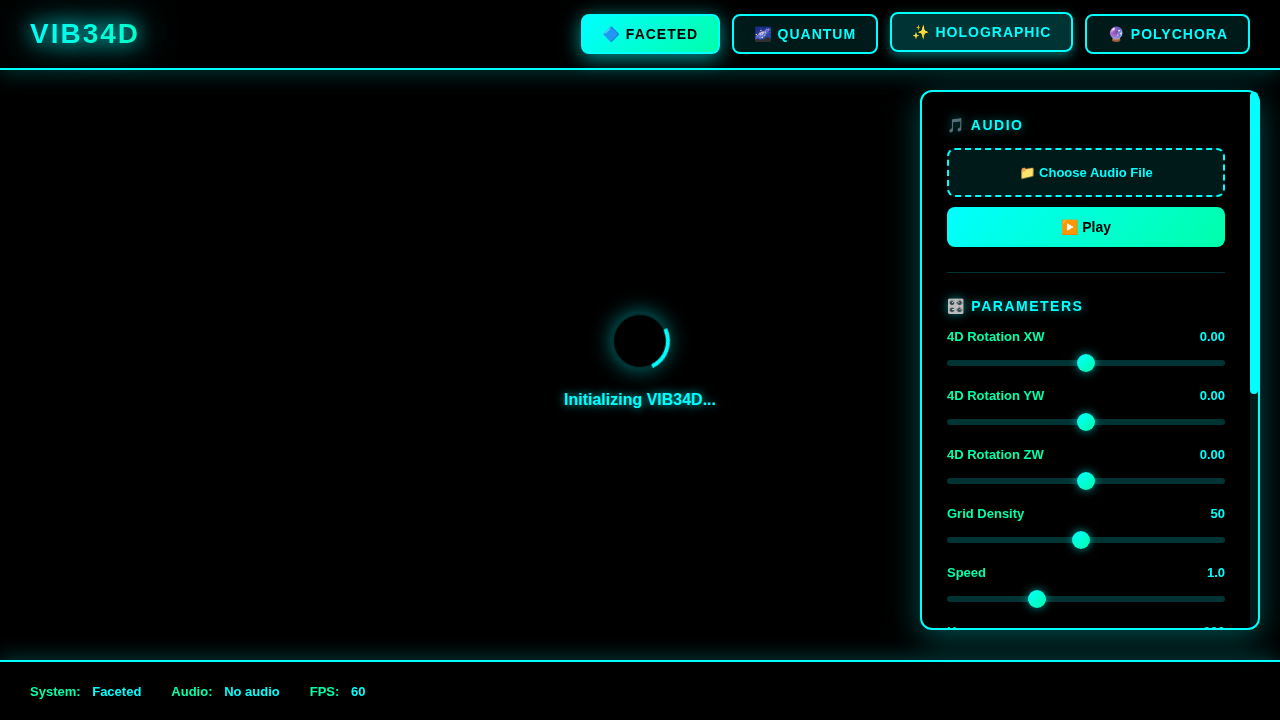 VIB34D
🔷 FACETED
🌌 QUANTUM
✨ HOLOGRAPHIC
🔮 POLYCHORA
🎵 AUDIO
📁 Choose Audio File
▶️ Play
🎛️ PARAMETERS
4D Rotation XW 0.00
4D Rotation YW 0.00
4D Rotation ZW 0.00
Grid Density 50
Speed 1.0
Initializing VIB34D...
System: Faceted Audio: No audio FPS: 60